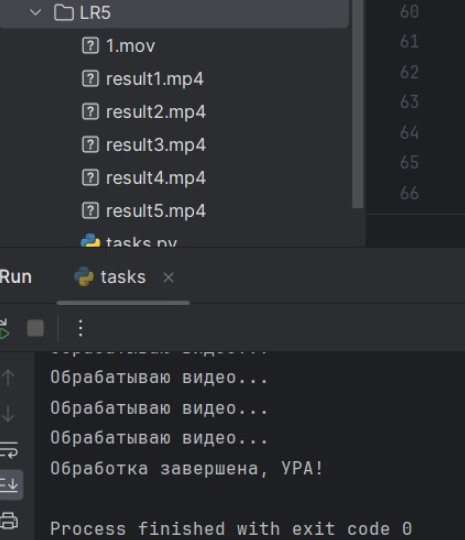 LR5
1.mov
result1.mp4
result2.mp4
result3.mp4
result4.mp4
result5.mp4
tasks.py
60
61
62
63
64
65
66
Run
tasks
Обрабатываю видео...
Обрабатываю видео...
Обрабатываю видео...
Обрабатываю видео...
Обработка завершена, УРА!
Process finished with exit code 0